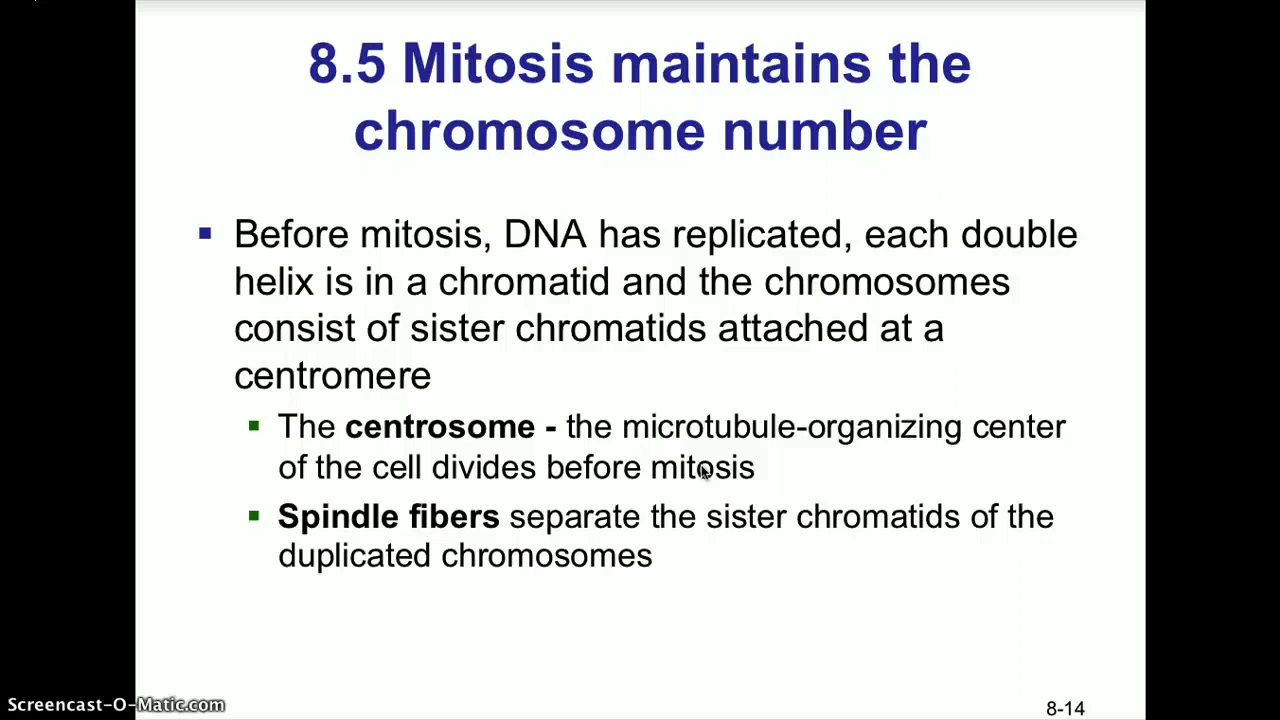 8.5 Mitosis maintains the
chromosome number
▪ Before mitosis, DNA has replicated, each double
helix is in a chromatid and the chromosomes
consist of sister chromatids attached at a
centromere
▪ The centrosome - the microtubule-organizing center
of the cell divides before mitosis
▪ Spindle fibers separate the sister chromatids of the
duplicated chromosomes
Screencast-O-Matic.com
8-14